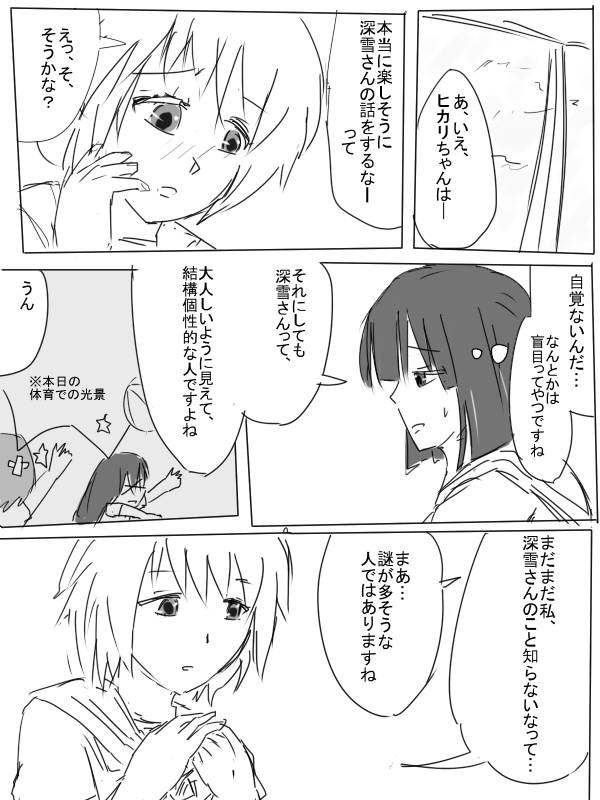 あ、いえ、
ヒカリちゃんは―
本当に楽しそうに
深雪さんの話をするなー
って
えっ、そ、
そうかな？
自覚ないんだ…
なんとかは
盲目ってやつですね
それにしても
深雪さんって、
大人しいように見えて、
結構個性的な人ですよね
うん
※本日の
体育での光景
まだまだ私、
深雪さんのこと知らないなって…
まあ…
謎が多そうな
人ではありますね